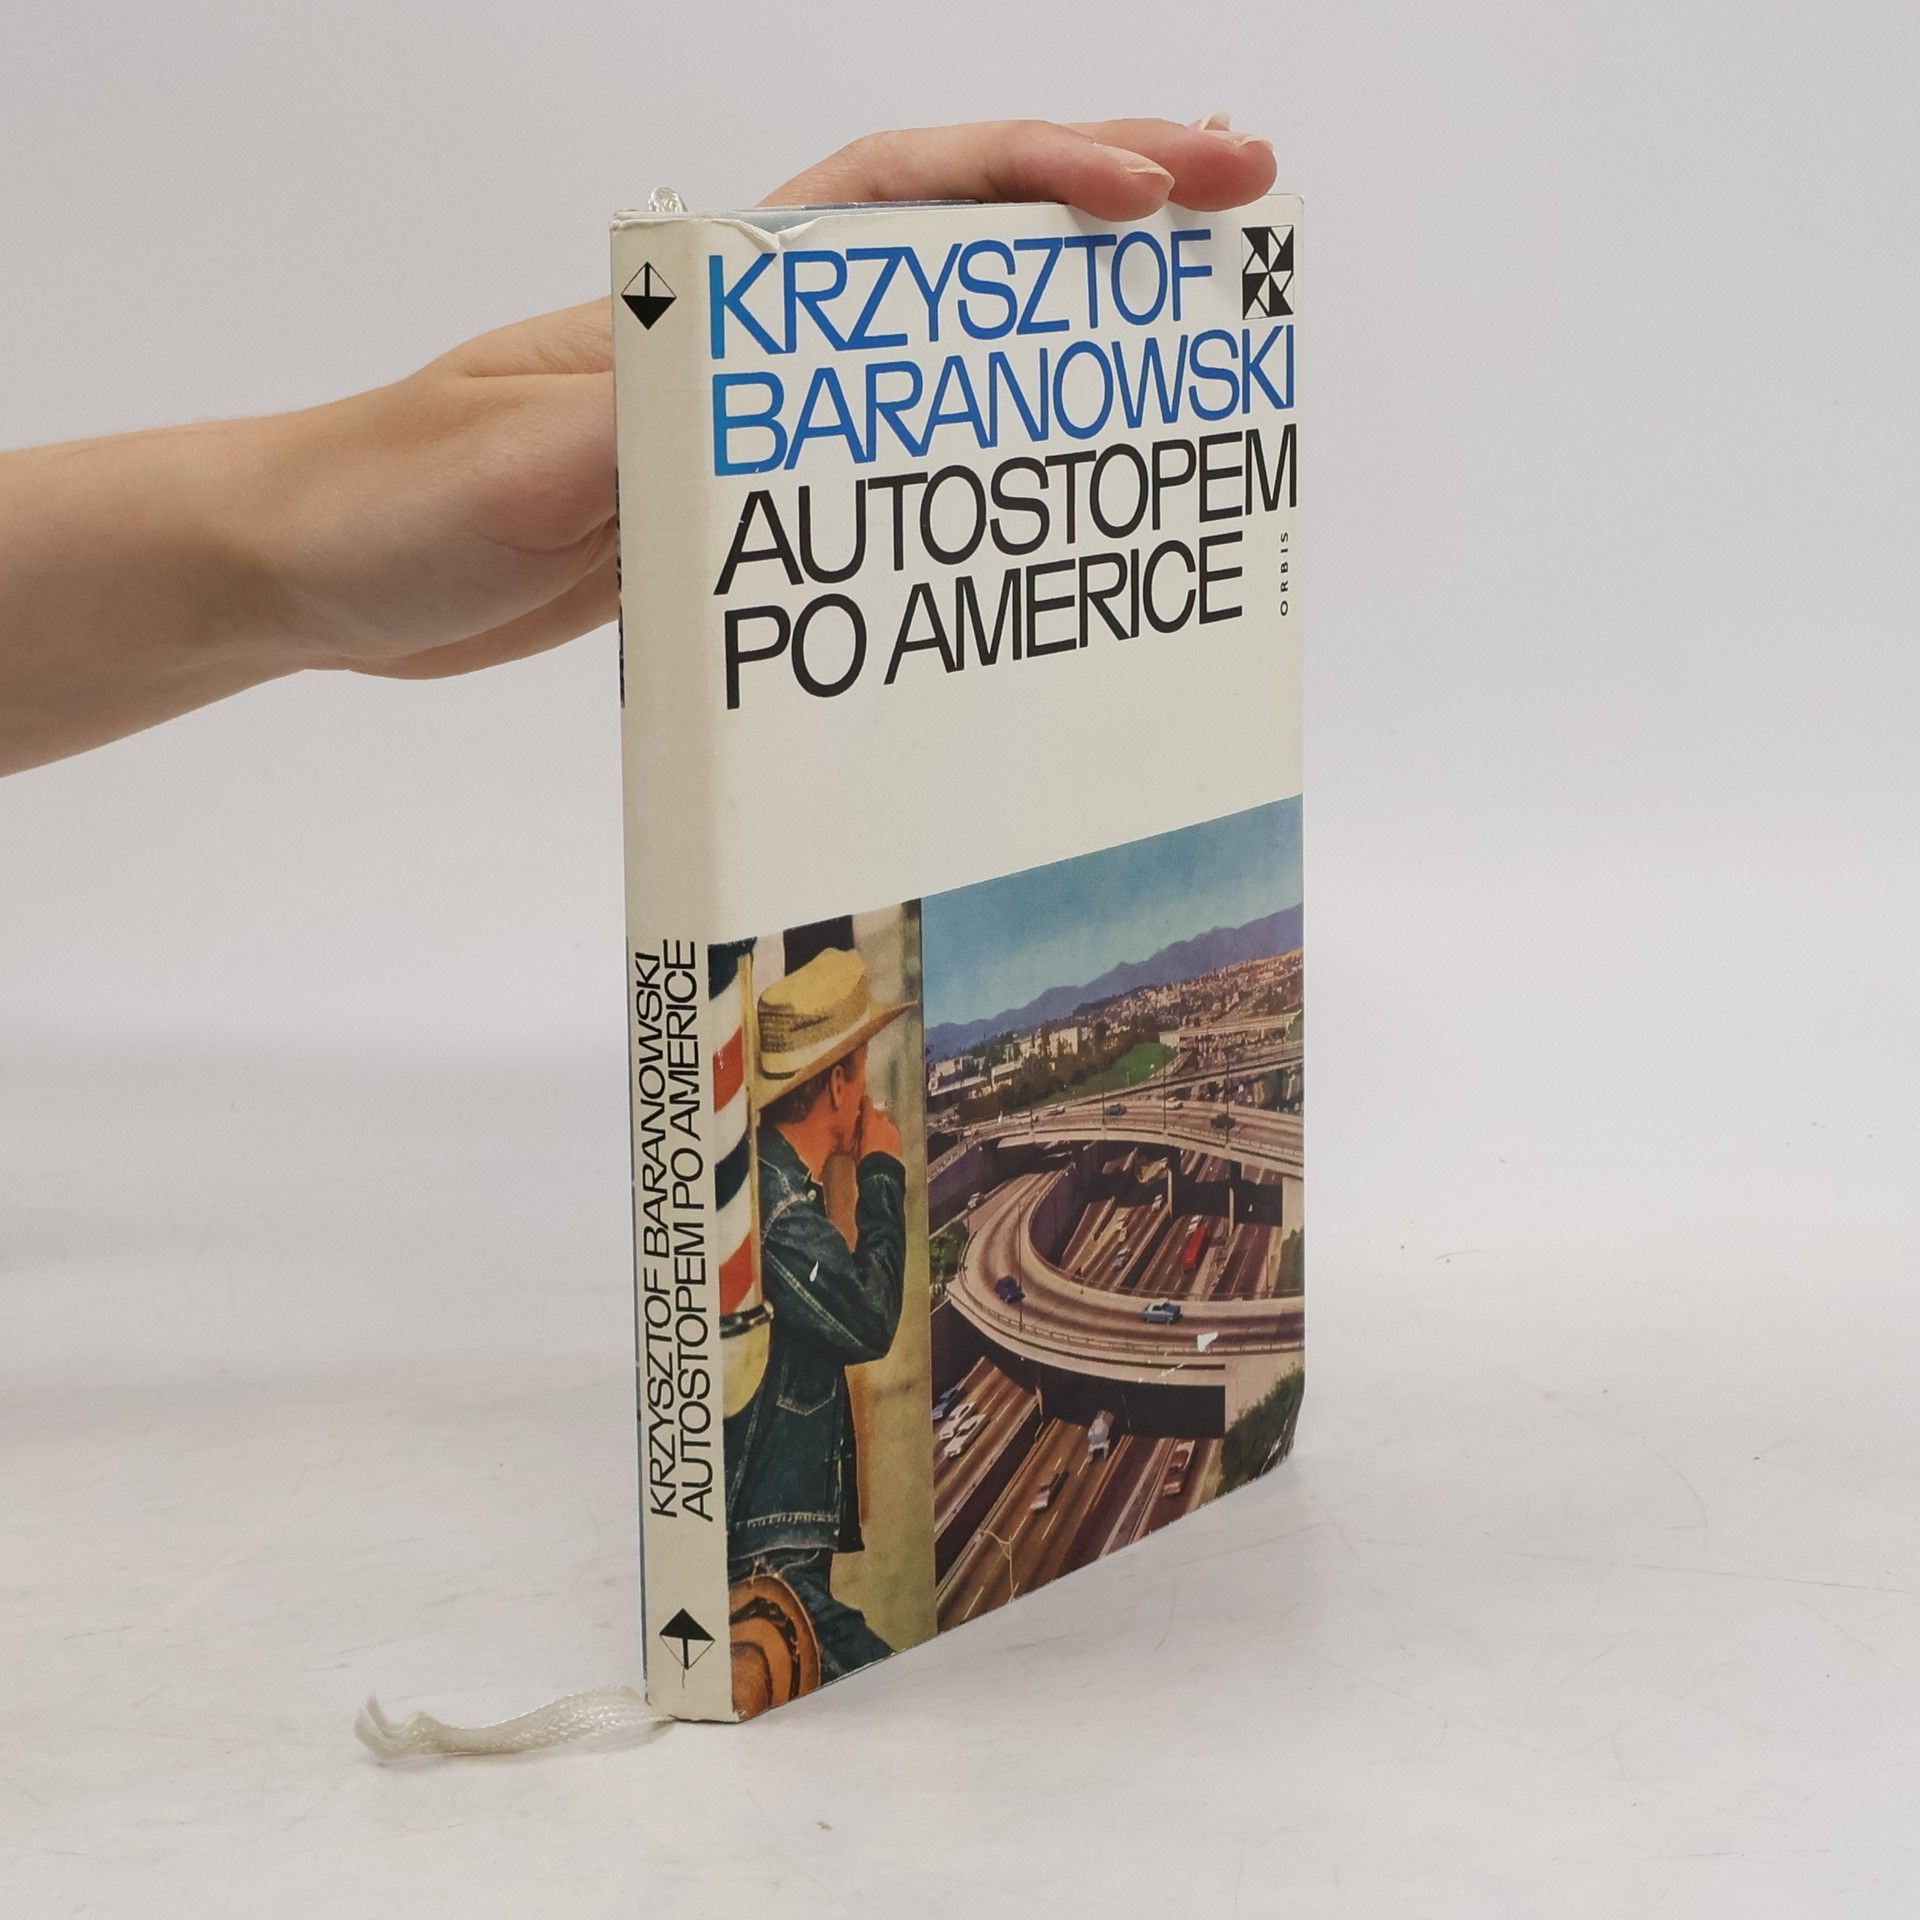 KRZYSZTOF
BARANOWSKI
AUTOSTOPEM
PO AMERICE
ORBIS
KRZYSZTOF BARANOWSKI
AUTOSTOPEM PO AMERICE